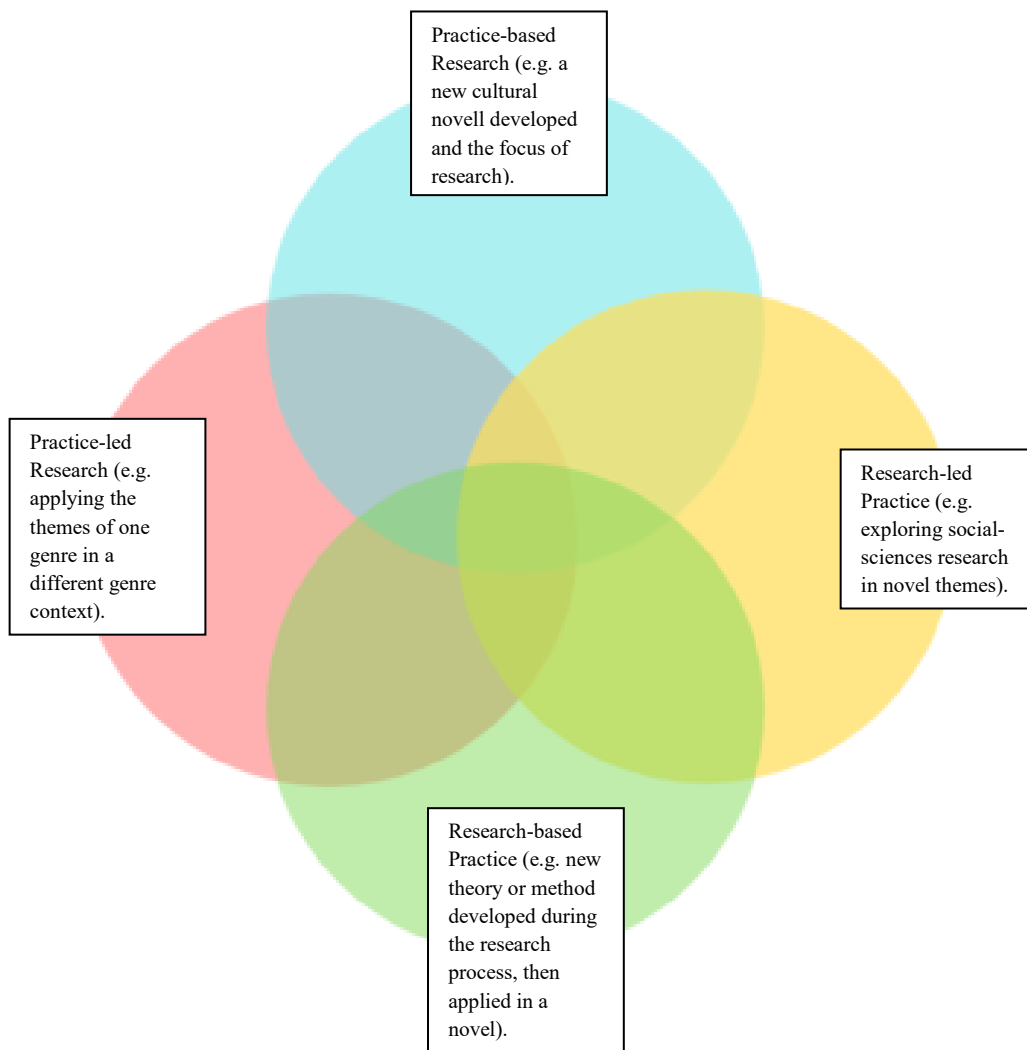 Practice-based
Research (e.g. a
new cultural
novell developed
and the focus of
research).
Practice-led
Research (e.g.
applying the
themes of one
genre in a
different genre
context).
Research-led
Practice (e.g.
exploring social-
sciences research
in novel themes).
Research-based
Practice (e.g. new
theory or method
developed during
the research
process, then
applied in a
novel).